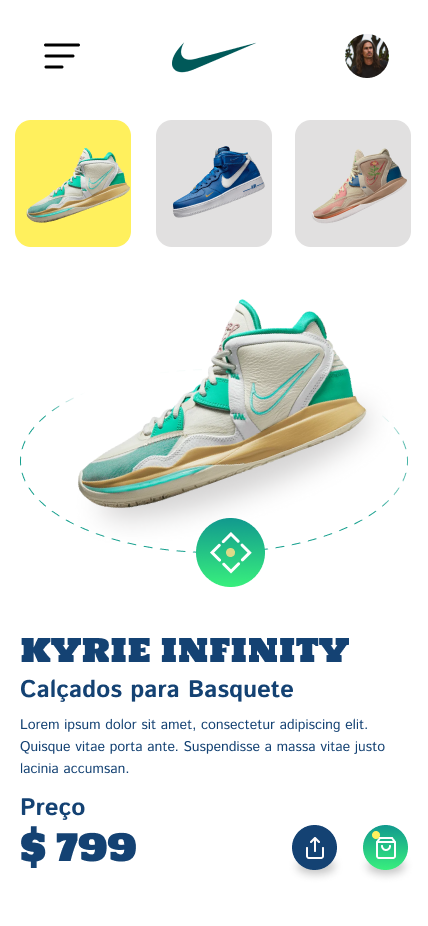 KYRIE INFINITY
Calçados para Basquete
Lorem ipsum dolor sit amet, consectetur adipiscing elit.
Quisque vitae porta ante. Suspendisse a massa vitae justo
lacinia accumsan.
Preço
$ 799